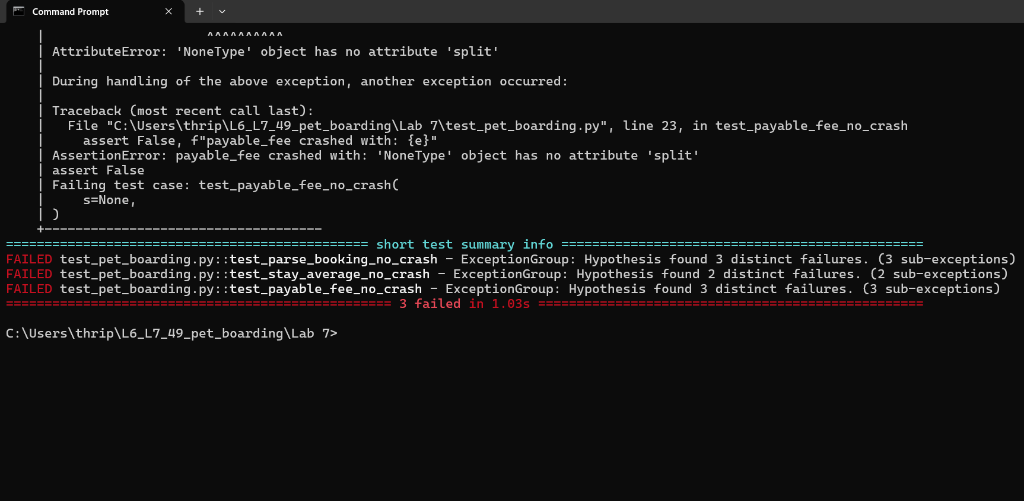 Command Prompt
^^^^^^^^^^
| AttributeError: 'NoneType' object has no attribute 'split'
|
| During handling of the above exception, another exception occurred:
|
| Traceback (most recent call last):
|   File "C:\Users\thrip\L6_L7_49_pet_boarding\Lab 7\test_pet_boarding.py", line 23, in test_payable_fee_no_crash
|     assert False, f"payable_fee crashed with: {e}"
| AssertionError: payable_fee crashed with: 'NoneType' object has no attribute 'split'
| assert False
| Failing test case: test_payable_fee_no_crash(
|     s=None,
| )
+------------------------------------
=============================================== short test summary info ===============================================
FAILED test_pet_boarding.py::test_parse_booking_no_crash - ExceptionGroup: Hypothesis found 3 distinct failures. (3 sub-exceptions)
FAILED test_pet_boarding.py::test_stay_average_no_crash - ExceptionGroup: Hypothesis found 2 distinct failures. (2 sub-exceptions)
FAILED test_pet_boarding.py::test_payable_fee_no_crash - ExceptionGroup: Hypothesis found 3 distinct failures. (3 sub-exceptions)
================================================== 3 failed in 1.03s ==================================================
C:\Users\thrip\L6_L7_49_pet_boarding\Lab 7>